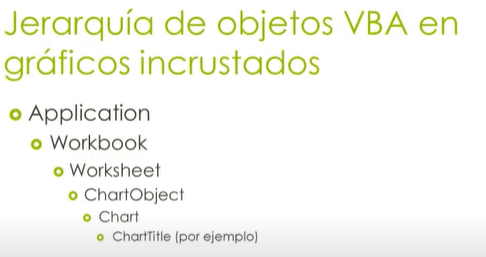 Jerarquía de objetos VBA en
gráficos incrustados
Application
Workbook
Worksheet
ChartObject
Chart
ChartTitle (por ejemplo)